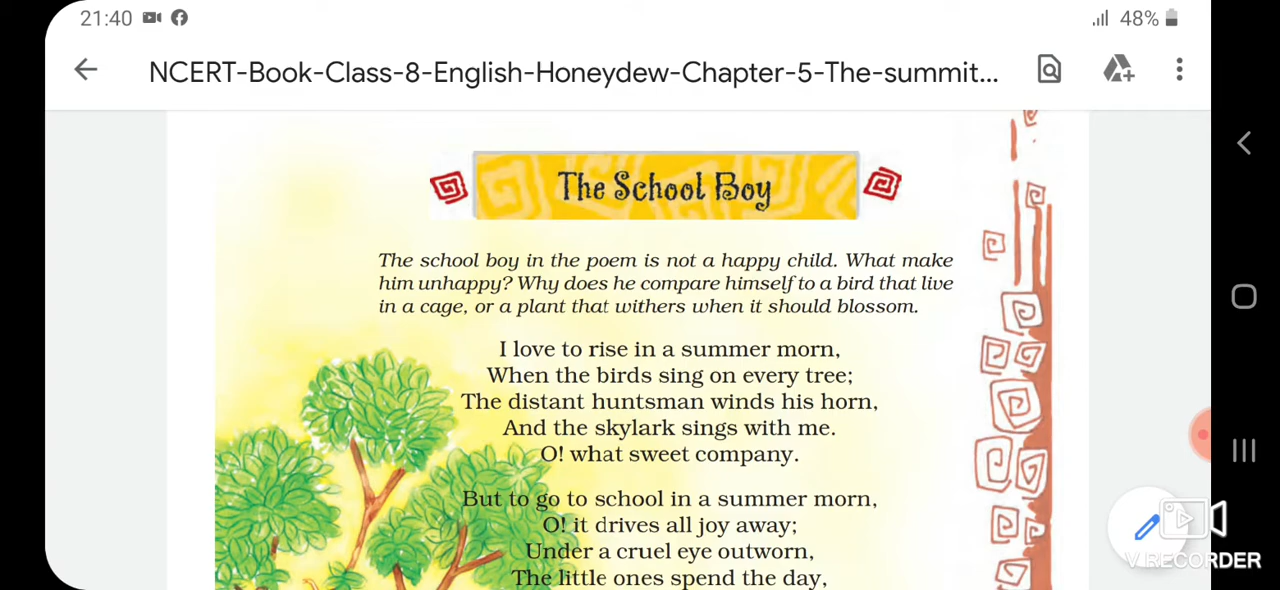 21:40
48%
NCERT-Book-Class-8-English-Honeydew-Chapter-5-The-summit...
The School Boy
The school boy in the poem is not a happy child. What make
him unhappy? Why does he compare himself to a bird that live
in a cage, or a plant that withers when it should blossom.
I love to rise in a summer morn,
When the birds sing on every tree;
The distant huntsman winds his horn,
And the skylark sings with me.
O! what sweet company.
But to go to school in a summer morn,
O! it drives all joy away;
Under a cruel eye outworn,
The little ones spend the day,
V RECORDER